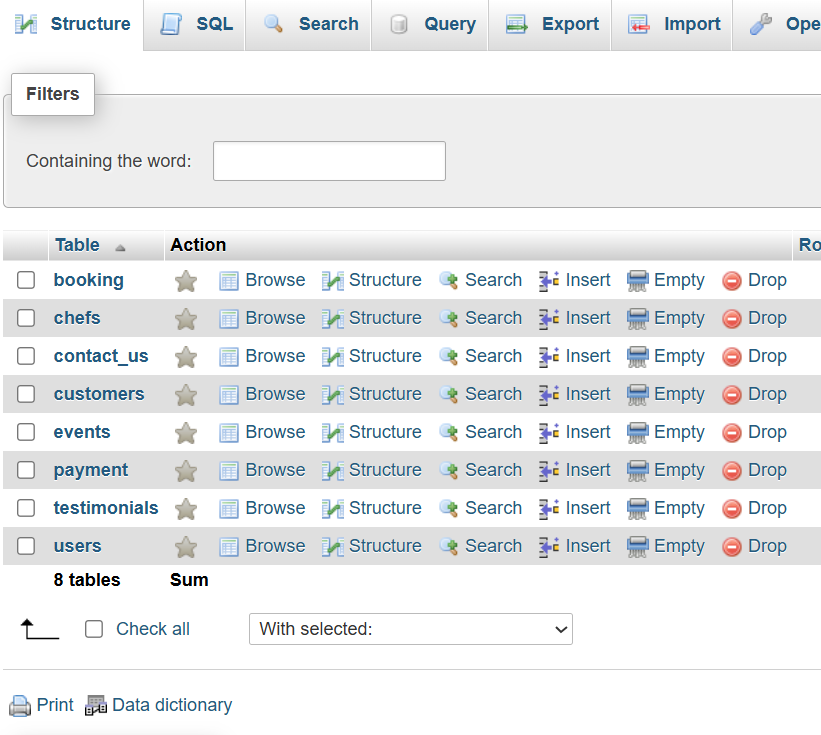 Structure SQL Search Query Export Import Ope
Filters
Containing the word:
Table Action Ro
booking Browse Structure Search Insert Empty Drop
chefs Browse Structure Search Insert Empty Drop
contact_us Browse Structure Search Insert Empty Drop
customers Browse Structure Search Insert Empty Drop
events Browse Structure Search Insert Empty Drop
payment Browse Structure Search Insert Empty Drop
testimonials Browse Structure Search Insert Empty Drop
users Browse Structure Search Insert Empty Drop
8 tables Sum
Check all With selected:
Print Data dictionary